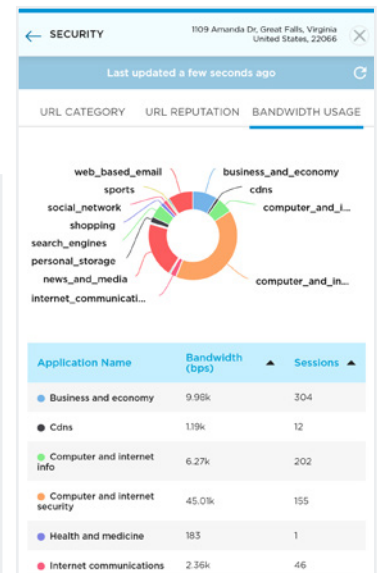 SECURITY
1109 Amanda Dr, Great Falls, Virginia
United States, 22066
Last updated a few seconds ago
URL CATEGORY URL REPUTATION BANDWIDTH USAGE
web_based_email business_and_economy
sports cdns
social_network computer_and_i...
shopping
search_engines
personal_storage
news_and_media computer_and_in...
internet_communicati...
Application Name Bandwidth Sessions
(bps)
Business and economy 9.98k 304
Cdns 1.19k 12
Computer and internet 6.27k 202
info
Computer and internet 45.01k 155
security
Health and medicine 183 1
Internet communications 2.36k 46